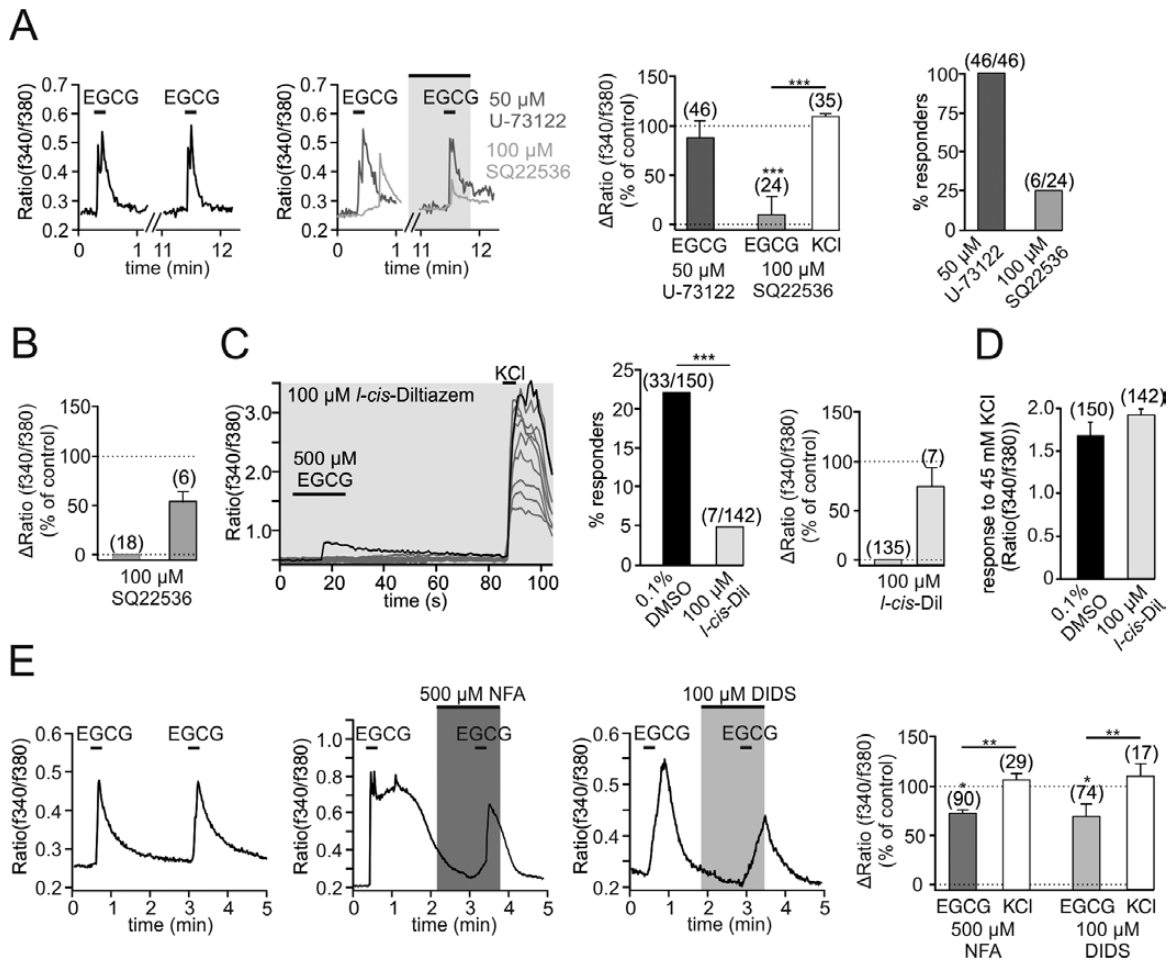 A
0.7
0.6
0.5
0.4
0.3
0.2
Ratio(f340/f380)
EGCG EGCG
0 1 11 12
time (min)
0.7
0.6
0.5
0.4
0.3
0.2
Ratio(f340/f380)
EGCG EGCG
50 µM
U-73122
100 µM
SQ22536
0 1 11 12
time (min)
150
100
50
0
ΔRatio (f340/f380)
(% of control)
(46)
***
(24)
***
(35)
EGCG EGCG KCl
50 µM
U-73122
100 µM
SQ22536
100
75
50
25
0
% responders
(46/46)
(6/24)
50 µM
U-73122
100 µM
SQ22536
B
150
100
50
0
ΔRatio (f340/f380)
(% of control)
(18)
(6)
100 µM
SQ22536
C
3.0
2.0
1.0
Ratio(f340/f380)
100 µM l-cis-Diltiazem
KCl
500 µM
EGCG
0 20 40 60 80 100
time (s)
25
20
15
10
5
0
% responders
***
(33/150)
(7/142)
0.1%
DMSO
100 µM
l-cis-Dil
150
100
50
0
ΔRatio (f340/f380)
(% of control)
(135)
(7)
100 µM
l-cis-Dil
D
2.0
1.5
1.0
0.5
0
response to 45 mM KCl
(Ratio(f340/f380))
(150)
(142)
0.1%
DMSO
100 µM
l-cis-Dil
E
0.6
0.5
0.4
0.3
0.2
Ratio(f340/f380)
EGCG EGCG
0 1 2 3 4 5
time (min)
500 µM NFA
1.0
0.8
0.6
0.4
0.2
Ratio(f340/f380)
EGCG EGCG
0 1 2 3 4 5
time (min)
100 µM DIDS
0.6
0.4
0.2
Ratio(f340/f380)
EGCG EGCG
0 1 2 3 4 5
time (min)
150
100
50
0
ΔRatio (f340/f380)
(% of control)
** **
*
(90)
(29)
*
(74)
(17)
EGCG KCl EGCG KCl
500 µM
NFA
100 µM
DIDS